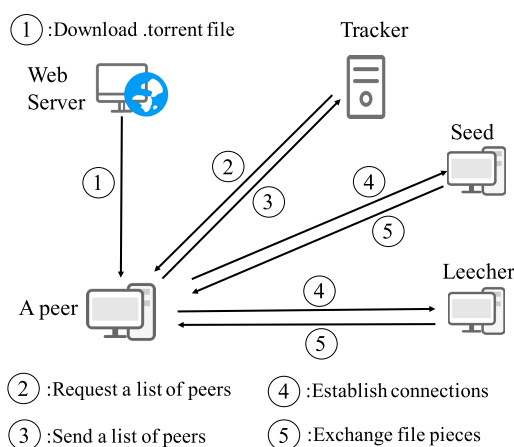 1 :Download .torrent file
Tracker
Web
Server
Seed
2
4
1
3
5
Leecher
A peer
4
5
2 :Request a list of peers
4 :Establish connections
3 :Send a list of peers
5 :Exchange file pieces